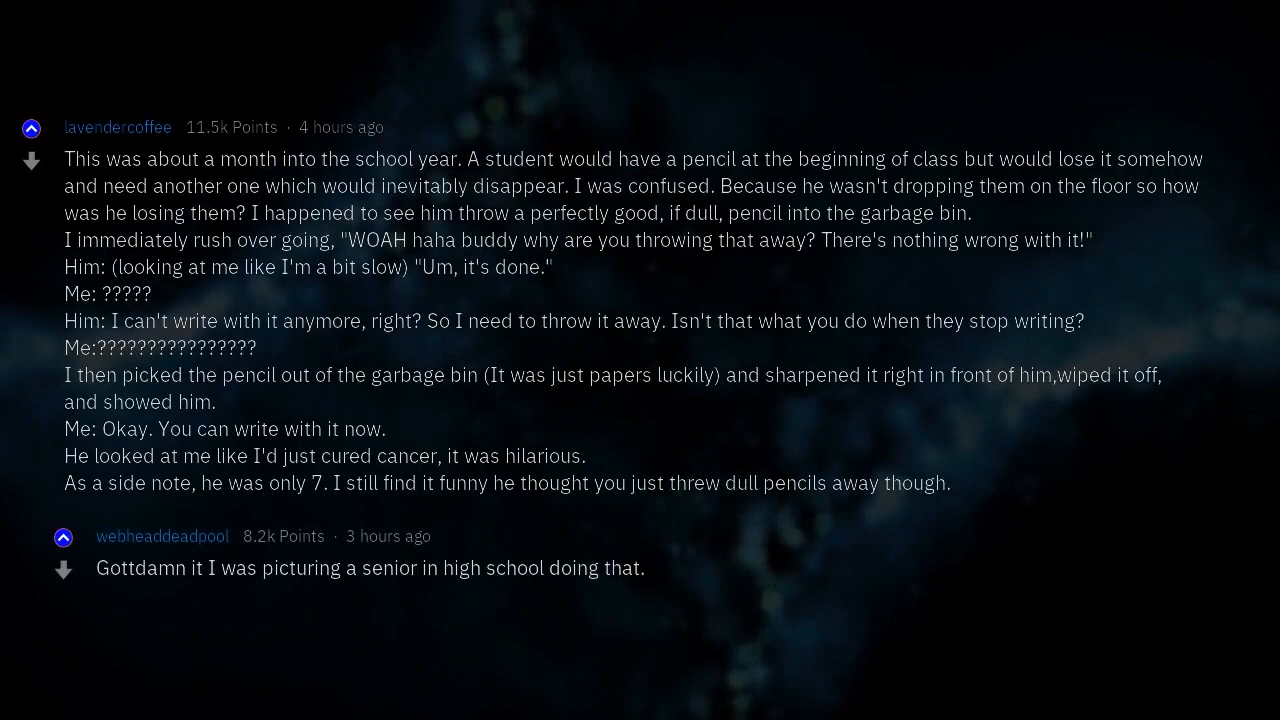 lavendercoffee 11.5k Points · 4 hours ago
This was about a month into the school year. A student would have a pencil at the beginning of class but would lose it somehow
and need another one which would inevitably disappear. I was confused. Because he wasn't dropping them on the floor so how
was he losing them? I happened to see him throw a perfectly good, if dull, pencil into the garbage bin.
I immediately rush over going, "WOAH haha buddy why are you throwing that away? There's nothing wrong with it!"
Him: (looking at me like I'm a bit slow) "Um, it's done."
Me: ?????
Him: I can't write with it anymore, right? So I need to throw it away. Isn't that what you do when they stop writing?
Me:????????????????
I then picked the pencil out of the garbage bin (It was just papers luckily) and sharpened it right in front of him,wiped it off,
and showed him.
Me: Okay. You can write with it now.
He looked at me like I'd just cured cancer, it was hilarious.
As a side note, he was only 7. I still find it funny he thought you just threw dull pencils away though.
webheaddeadpool 8.2k Points · 3 hours ago
Gottdamn it I was picturing a senior in high school doing that.